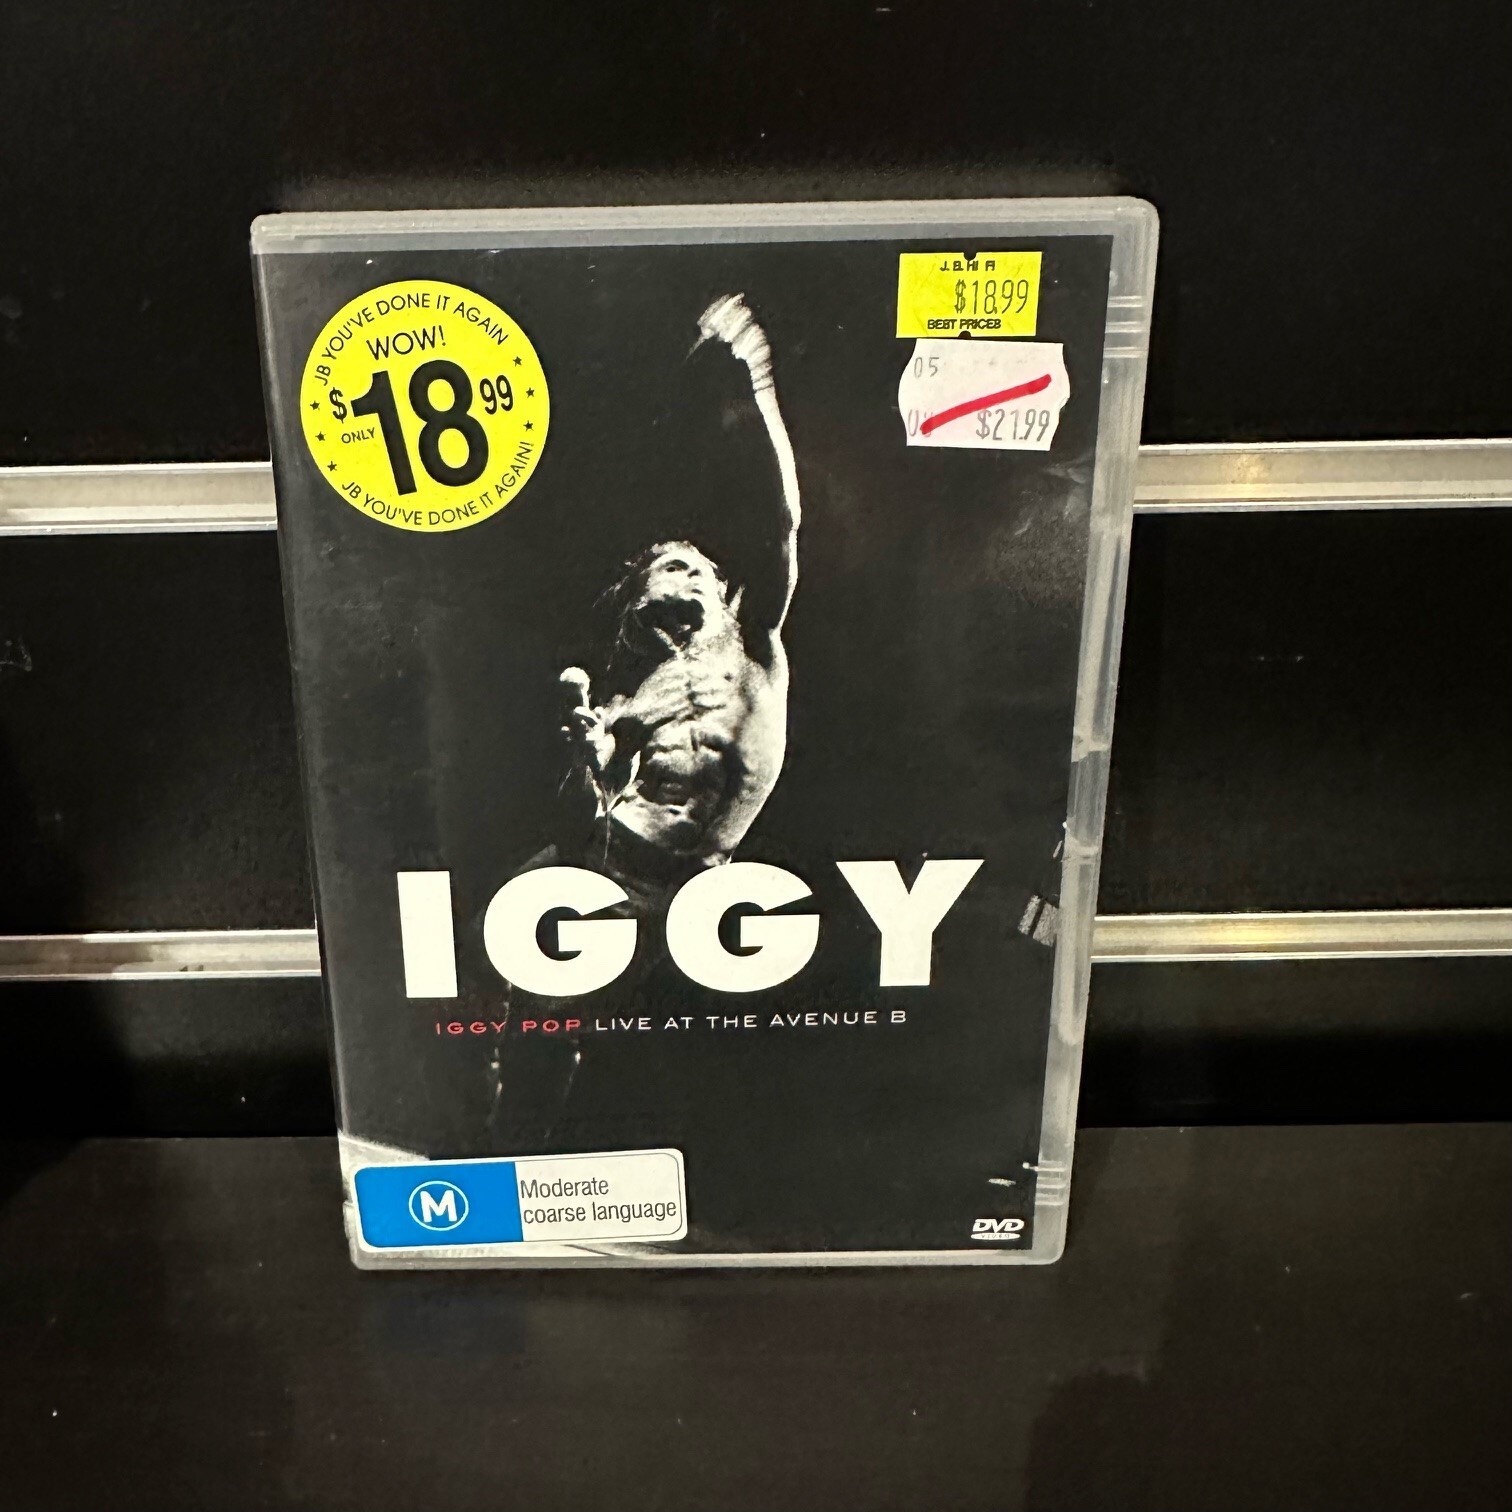 JB YOU'VE DONE IT AGAIN
WOW!
$18.99
ONLY
JB YOU'VE DONE IT AGAIN!
J. B. HI FI
$18.99
BEST PRICES
05
$21.99
IGGY
IGGY POP LIVE AT THE AVENUE B
M
Moderate
coarse language
DVD
VIDEO